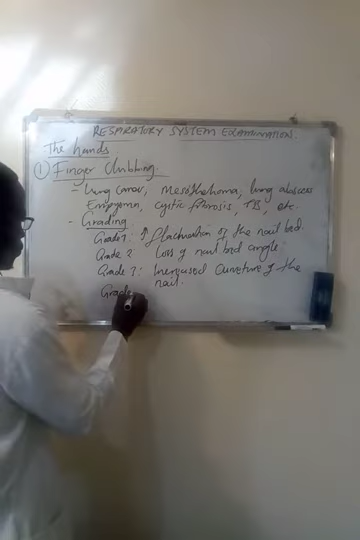 RESPIRATORY SYSTEM EXAMINATION.
The hands
① Finger clubbing.
- Lung cancer, Mesothelioma, lung abscess
Empyema, cystic fibrosis, TB, etc.
- Grading
Grade 1: ↑ fluctuation of the nail bed.
Grade 2: Loss of nail bed angle.
Grade 3: Increased curvature of the
nail.
Grade